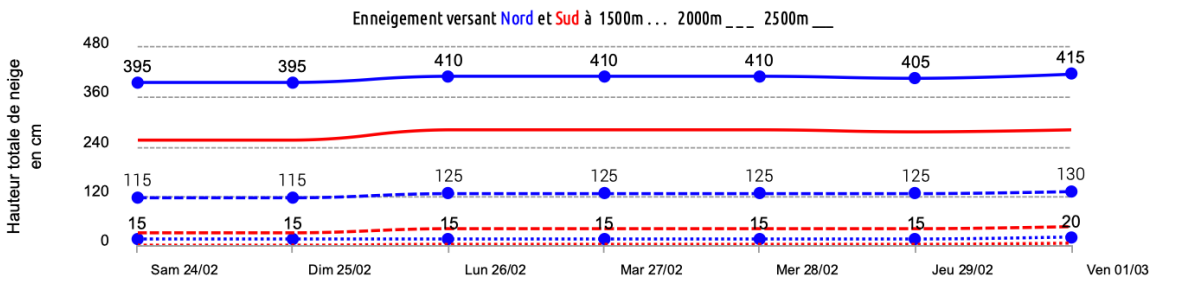 Enneigement versant Nord et Sud à 1500m . . . 2000m _ _ _ 2500m __
Hauteur totale de neige
en cm
480
360
240
120
0
395 395 410 410 410 405 415
115 115 125 125 125 125 130
15 15 15 15 15 15 20
Sam 24/02 Dim 25/02 Lun 26/02 Mar 27/02 Mer 28/02 Jeu 29/02 Ven 01/03